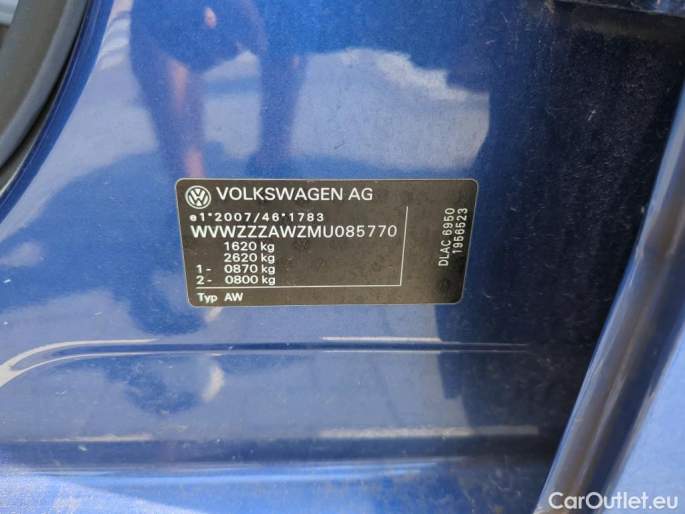 VOLKSWAGEN AG
e1*2007/46*1783
WVWZZZAWZMU085770
1620 kg
2620 kg
1- 0870 kg
2- 0800 kg
Typ AW
DLAC 6950
1956523
CarOutlet.eu